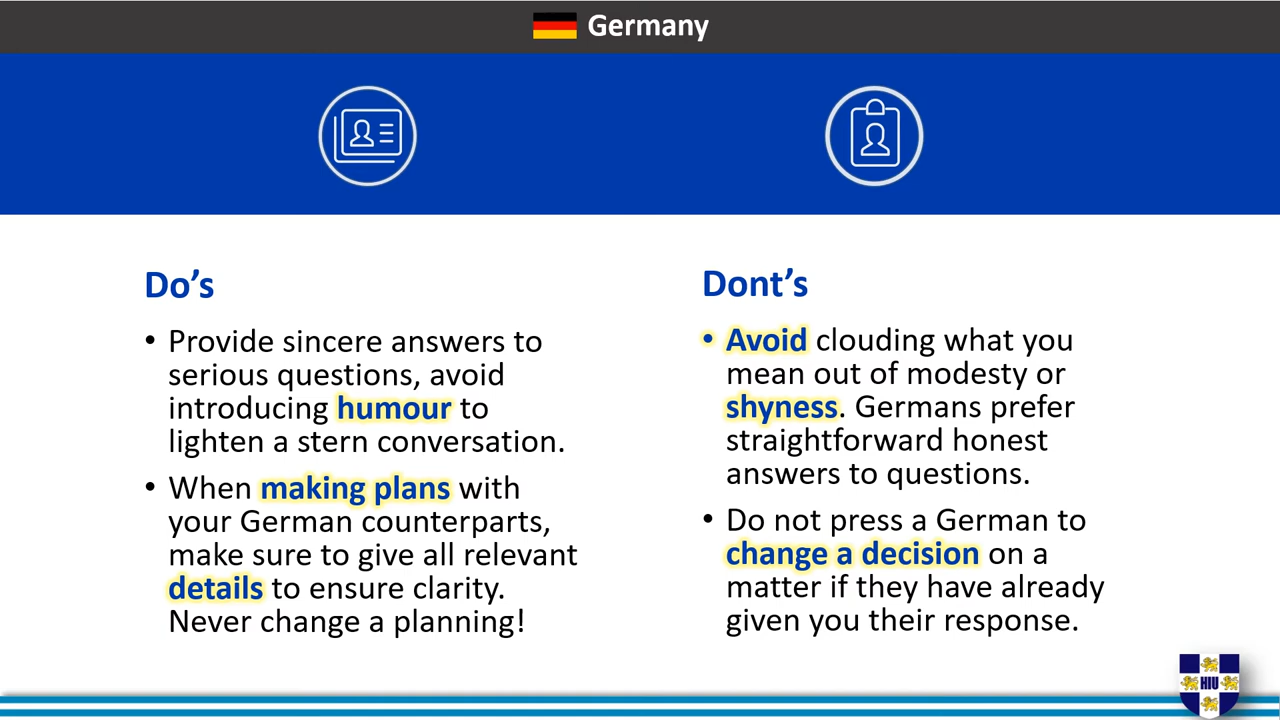 Germany
Do’s
• Provide sincere answers to
serious questions, avoid
introducing humour to
lighten a stern conversation.
• When making plans with
your German counterparts,
make sure to give all relevant
details to ensure clarity.
Never change a planning!
Dont’s
• Avoid clouding what you
mean out of modesty or
shyness. Germans prefer
straightforward honest
answers to questions.
• Do not press a German to
change a decision on a
matter if they have already
given you their response.
HIU